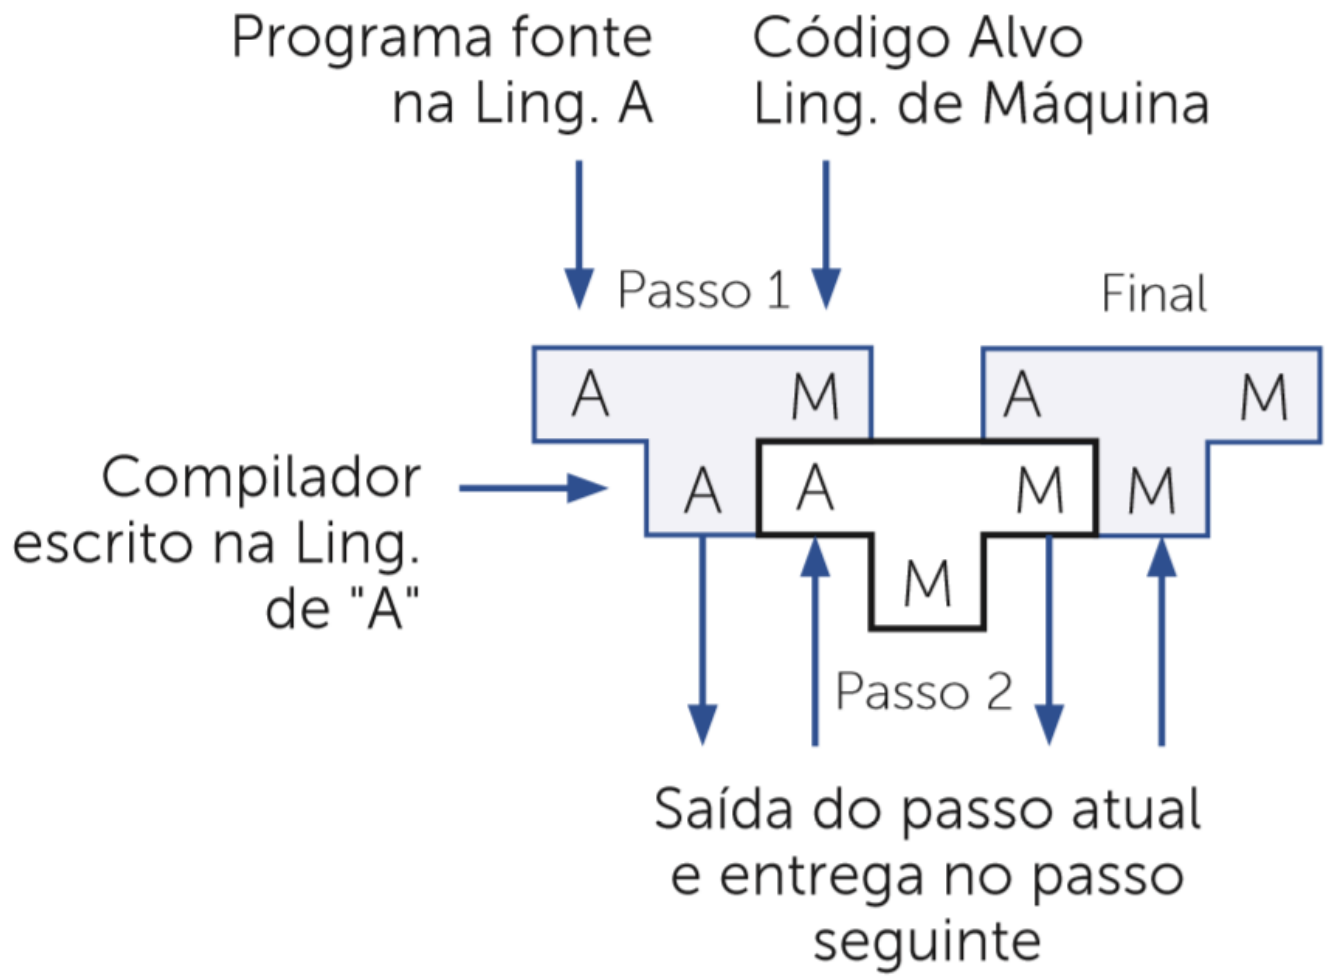 Programa fonte
na Ling. A
Código Alvo
Ling. de Máquina
Passo 1
Final
A M
A M
Compilador
escrito na Ling.
de "A"
A
A M
M
M
Passo 2
Saída do passo atual
e entrega no passo
seguinte